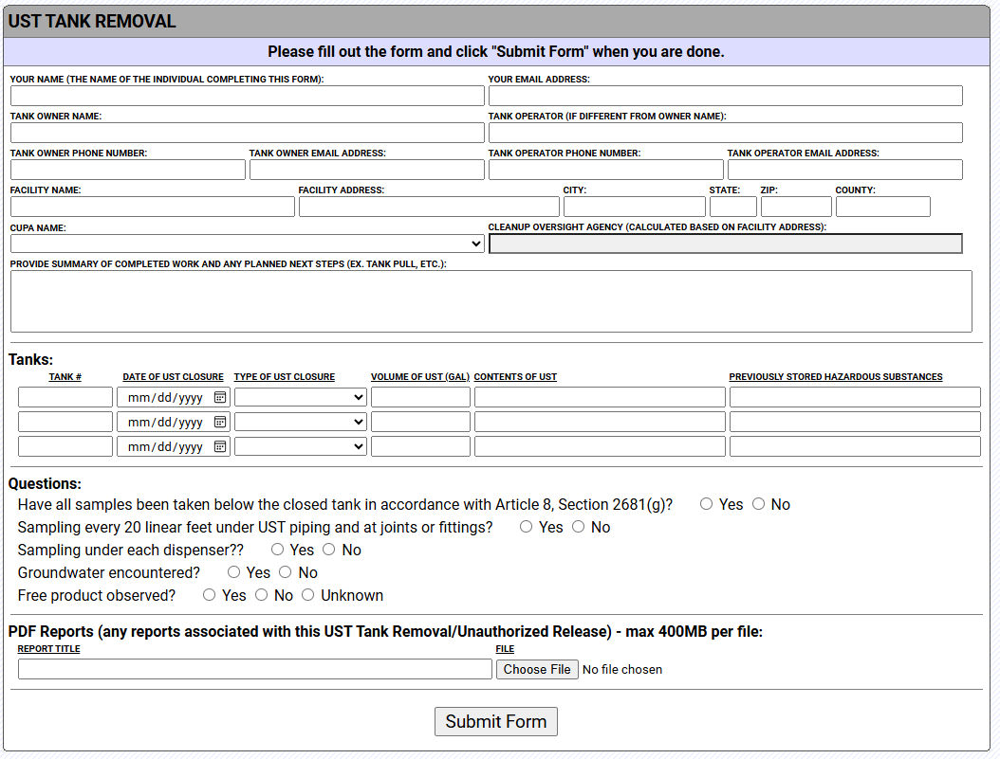 UST TANK REMOVAL
Please fill out the form and click "Submit Form" when you are done.
YOUR NAME (THE NAME OF THE INDIVIDUAL COMPLETING THIS FORM): YOUR EMAIL ADDRESS:
TANK OWNER NAME: TANK OPERATOR (IF DIFFERENT FROM OWNER NAME):
TANK OWNER PHONE NUMBER: TANK OWNER EMAIL ADDRESS: TANK OPERATOR PHONE NUMBER: TANK OPERATOR EMAIL ADDRESS:
FACILITY NAME: FACILITY ADDRESS: CITY: STATE: ZIP: COUNTY:
CUPA NAME: CLEANUP OVERSIGHT AGENCY (CALCULATED BASED ON FACILITY ADDRESS):
PROVIDE SUMMARY OF COMPLETED WORK AND ANY PLANNED NEXT STEPS (EX. TANK PULL, ETC.):
Tanks:
TANK # DATE OF UST CLOSURE TYPE OF UST CLOSURE VOLUME OF UST (GAL) CONTENTS OF UST PREVIOUSLY STORED HAZARDOUS SUBSTANCES
mm/dd/yyyy
mm/dd/yyyy
mm/dd/yyyy
Questions:
Have all samples been taken below the closed tank in accordance with Article 8, Section 2681(g)? Yes No
Sampling every 20 linear feet under UST piping and at joints or fittings? Yes No
Sampling under each dispenser?? Yes No
Groundwater encountered? Yes No
Free product observed? Yes No Unknown
PDF Reports (any reports associated with this UST Tank Removal/Unauthorized Release) - max 400MB per file:
REPORT TITLE FILE
Choose File No file chosen
Submit Form